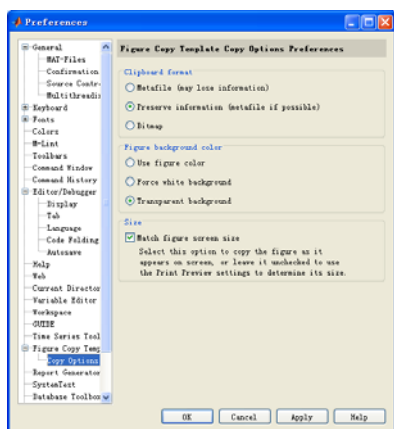 Preferences
General
MAT-Files
Confirmation
Source Contr
Multithreadin
Keyboard
Fonts
Colors
M-Lint
Toolbars
Command Window
Command History
Editor/Debugger
Display
Tab
Language
Code Folding
Autosave
Help
Web
Current Director
Variable Editor
Workspace
GUIDE
Time Series Tool
Figure Copy Temp
Copy Options
Report Generator
SystemTest
Database Toolbox
Figure Copy Template Copy Options Preferences
Clipboard format
Metafile (may lose information)
Preserve information (metafile if possible)
Bitmap
Figure background color
Use figure color
Force white background
Transparent background
Size
Match figure screen size
Select this option to copy the figure as it
appears on screen, or leave it unchecked to use
the Print Preview settings to determine its size.
OK
Cancel
Apply
Help